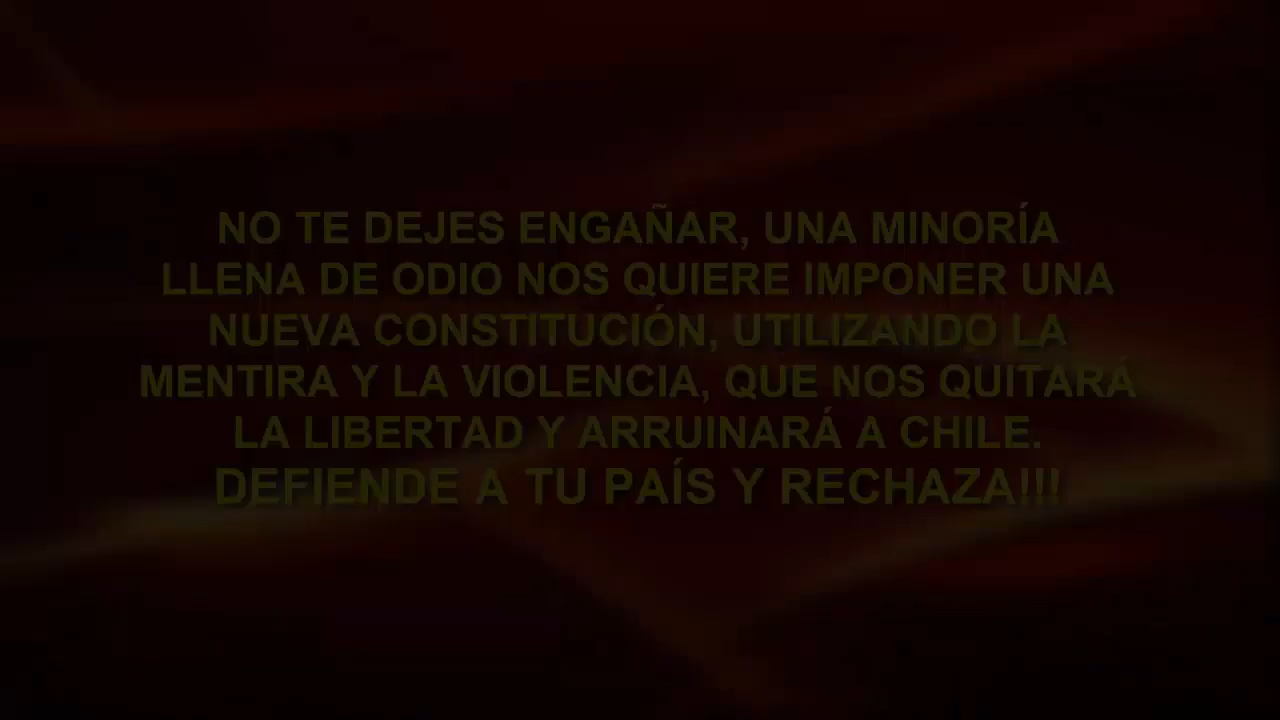 NO TE DEJES ENGAÑAR, UNA MINORÍA
LLENA DE ODIO NOS QUIERE IMPONER UNA
NUEVA CONSTITUCIÓN, UTILIZANDO LA
MENTIRA Y LA VIOLENCIA, QUE NOS QUITARÁ
LA LIBERTAD Y ARRUINARÁ A CHILE.
DEFIENDE A TU PAÍS Y RECHAZA!!!